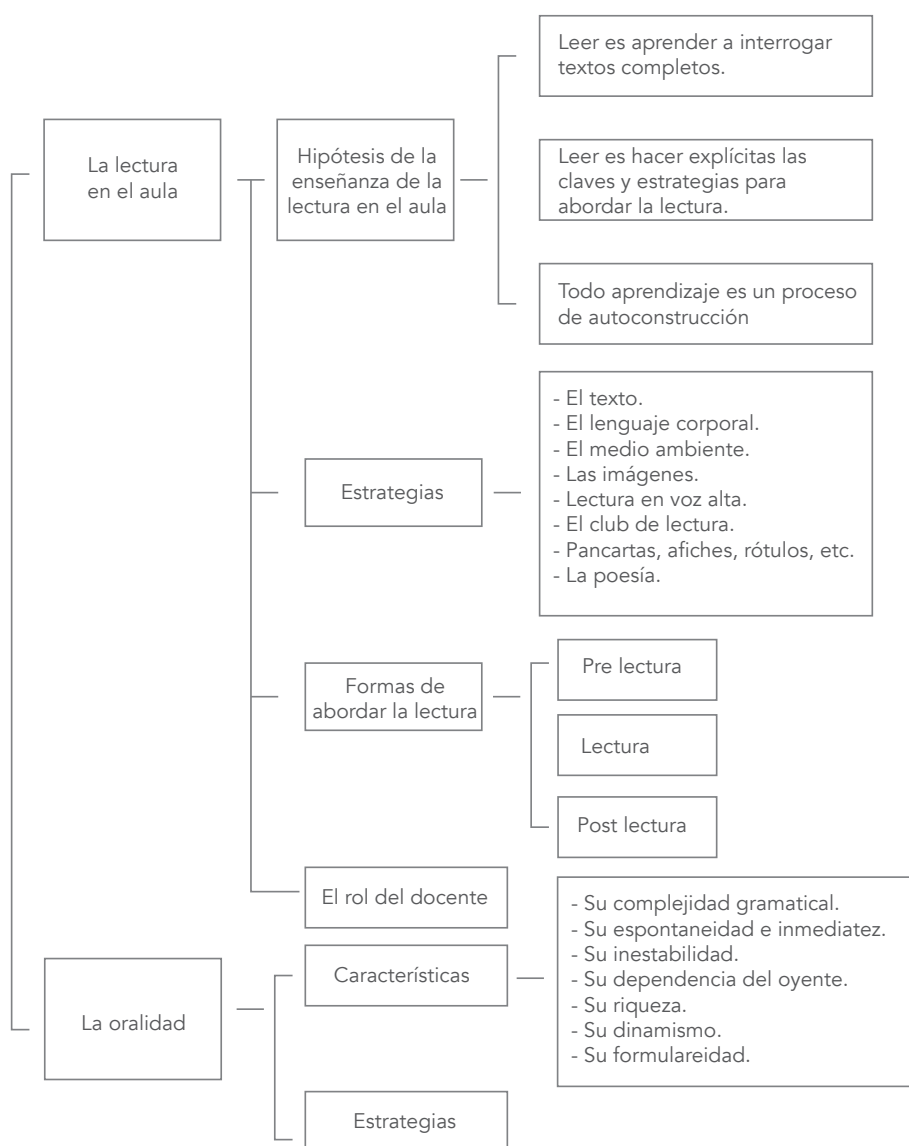 Leer es aprender a interrogar
textos completos.
La lectura
en el aula
Hipótesis de la
enseñanza de la
lectura en el aula
Leer es hacer explícitas las
claves y estrategias para
abordar la lectura.
Todo aprendizaje es un proceso
de autoconstrucción
Estrategias
- El texto.
- El lenguaje corporal.
- El medio ambiente.
- Las imágenes.
- Lectura en voz alta.
- El club de lectura.
- Pancartas, afiches, rótulos, etc.
- La poesía.
Formas de
abordar la lectura
Pre lectura
Lectura
Post lectura
El rol del docente
La oralidad
Características
- Su complejidad gramatical.
- Su espontaneidad e inmediatez.
- Su inestabilidad.
- Su dependencia del oyente.
- Su riqueza.
- Su dinamismo.
- Su formulareidad.
Estrategias